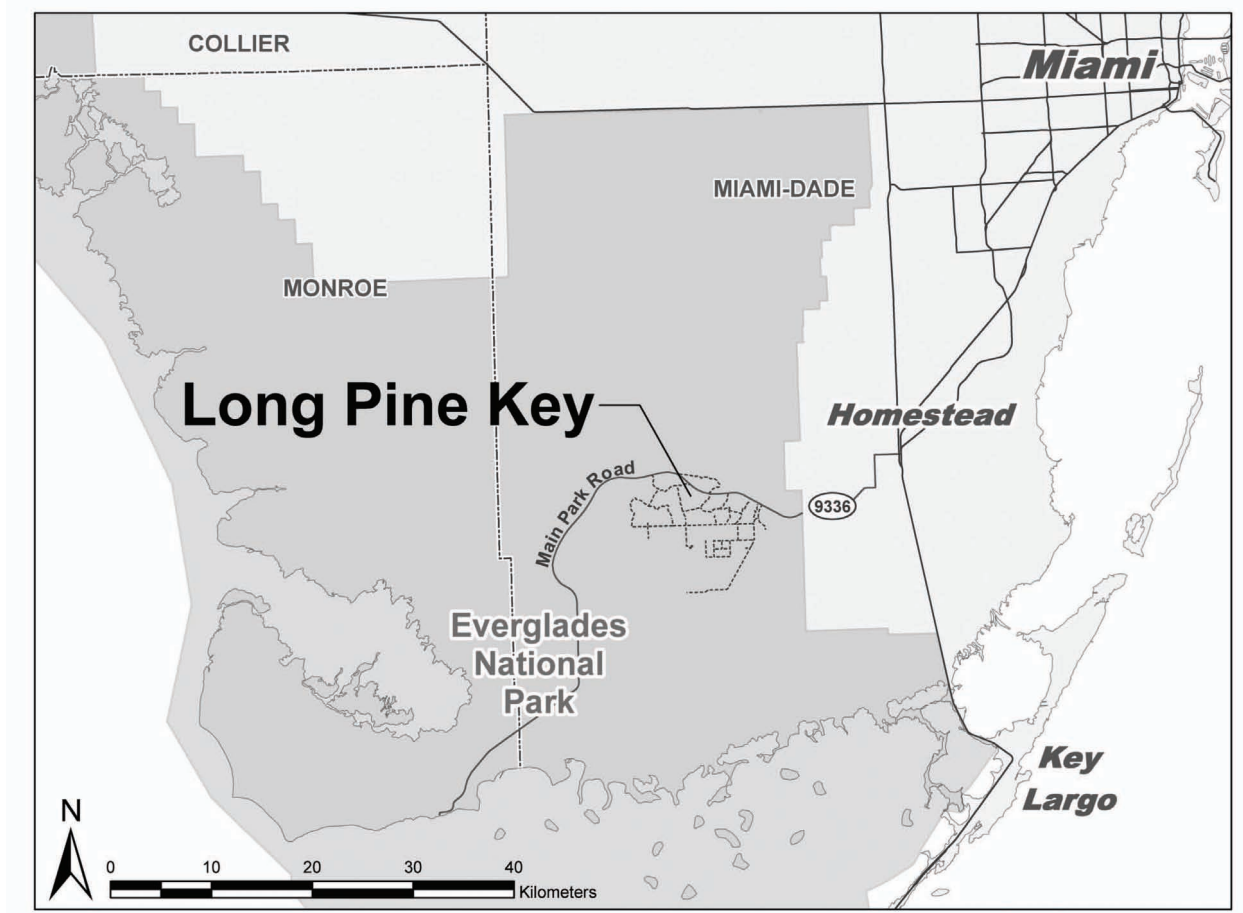 COLLIER
Miami
MIAMI-DADE
MONROE
Long Pine Key
Homestead
Main Park Road
9336
Everglades
National
Park
Key
Largo
N
0 10 20 30 40
Kilometers